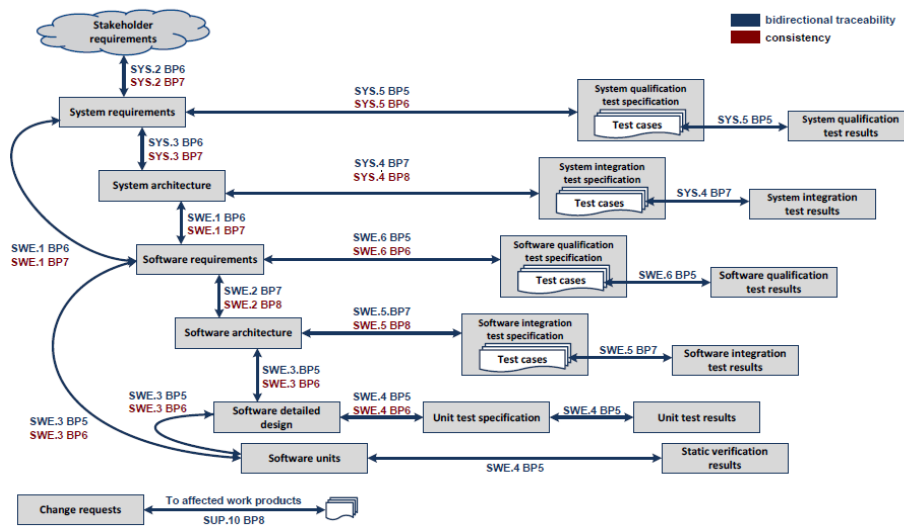 Stakeholder
requirements
bidirectional traceability
consistency
SYS.2 BP6
SYS.2 BP7
System requirements
SYS.5 BP5
SYS.5 BP6
System qualification
test specification
Test cases
SYS.5 BP5
System qualification
test results
SYS.3 BP6
SYS.3 BP7
System architecture
SYS.4 BP7
SYS.4 BP8
System integration
test specification
Test cases
SYS.4 BP7
System integration
test results
SWE.1 BP6
SWE.1 BP7
SWE.1 BP6
SWE.1 BP7
Software requirements
SWE.6 BP5
SWE.6 BP6
Software qualification
test specification
Test cases
SWE.6 BP5
Software qualification
test results
SWE.2 BP7
SWE.2 BP8
Software architecture
SWE.5.BP7
SWE.5 BP8
Software integration
test specification
Test cases
SWE.5 BP7
Software integration
test results
SWE.3.BP5
SWE.3 BP6
SWE.3 BP5
SWE.3 BP6
Software detailed
design
SWE.4 BP5
SWE.4 BP6
Unit test specification
SWE.4 BP5
Unit test results
SWE.3 BP5
SWE.3 BP6
Software units
SWE.4 BP5
Static verification
results
Change requests
To affected work products
SUP.10 BP8